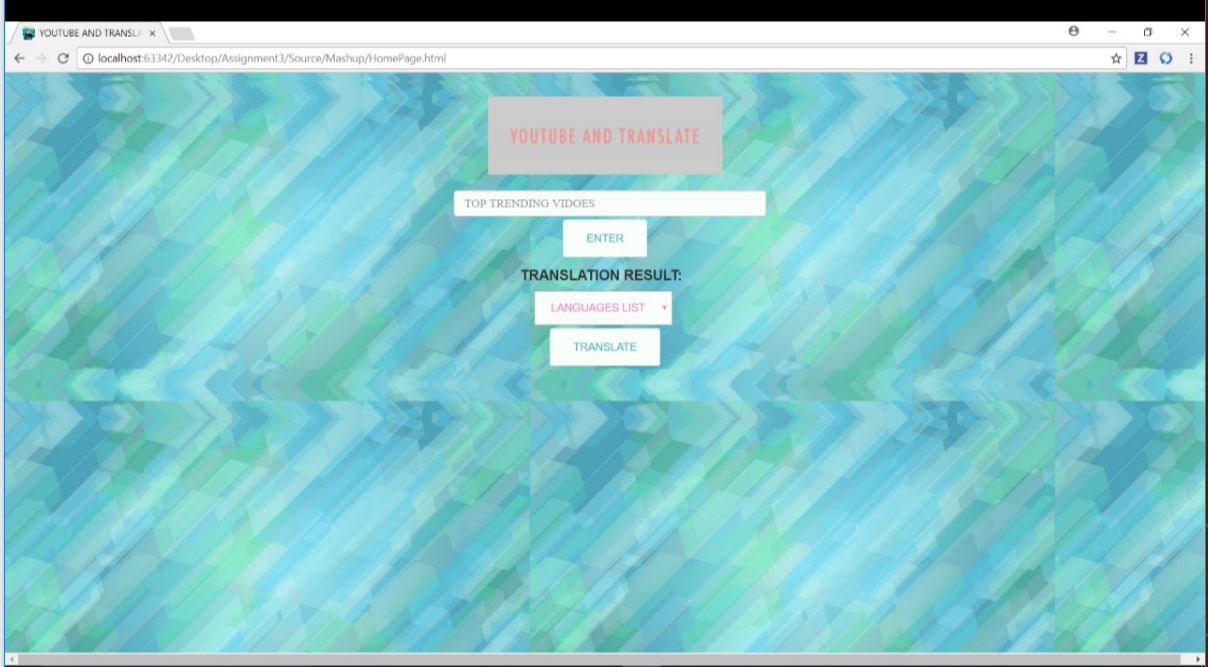 YOUTUBE AND TRANSLA
localhost:63342/Desktop/Assignment3/Source/Mashup/HomePage.html
YOUTUBE AND TRANSLATE
TOP TRENDING VIDOES
ENTER
TRANSLATION RESULT:
LANGUAGES LIST
TRANSLATE